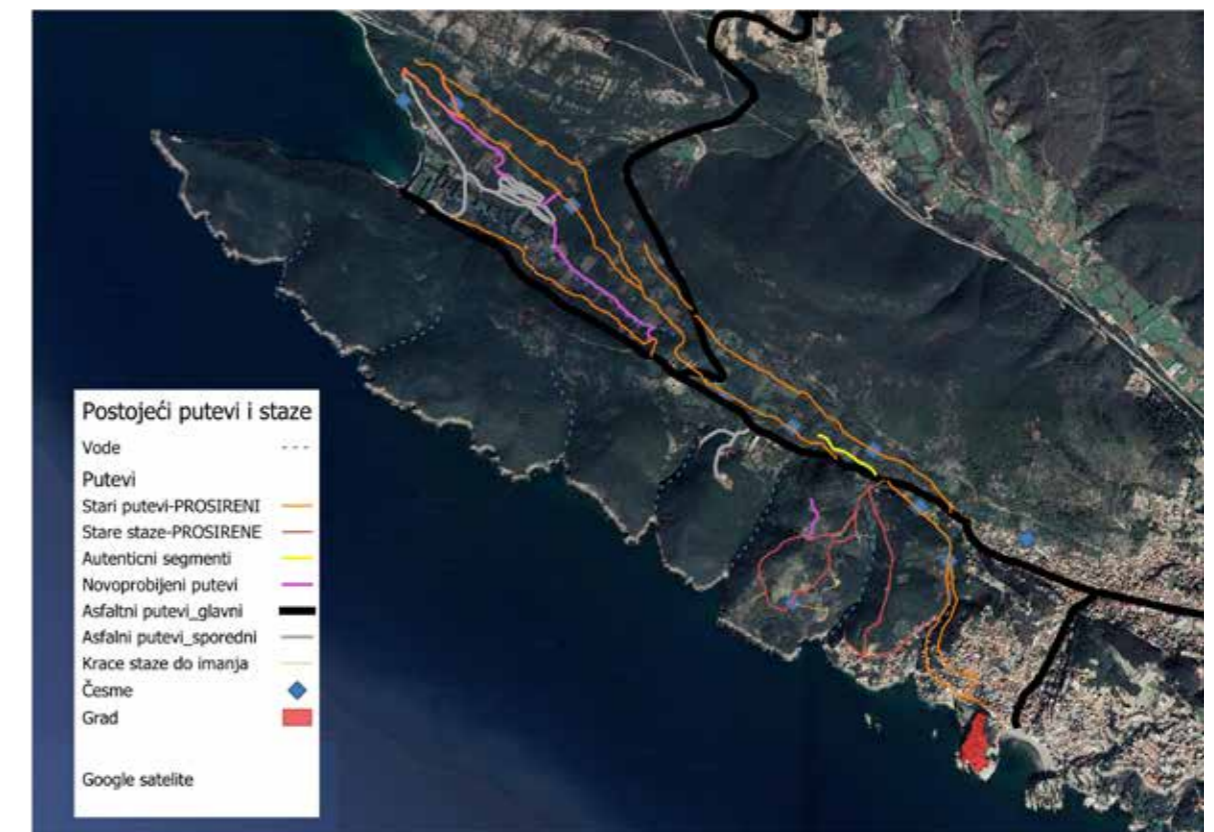 Postojeći putevi i staze
Vode
Putevi
Stari putevi-PROSIRENI
Stare staze-PROSIRENE
Autenticni segmenti
Novoprobijeni putevi
Asfaltni putevi_glavni
Asfalni putevi_sporedni
Krace staze do imanja
Česme
Grad
Google satelite